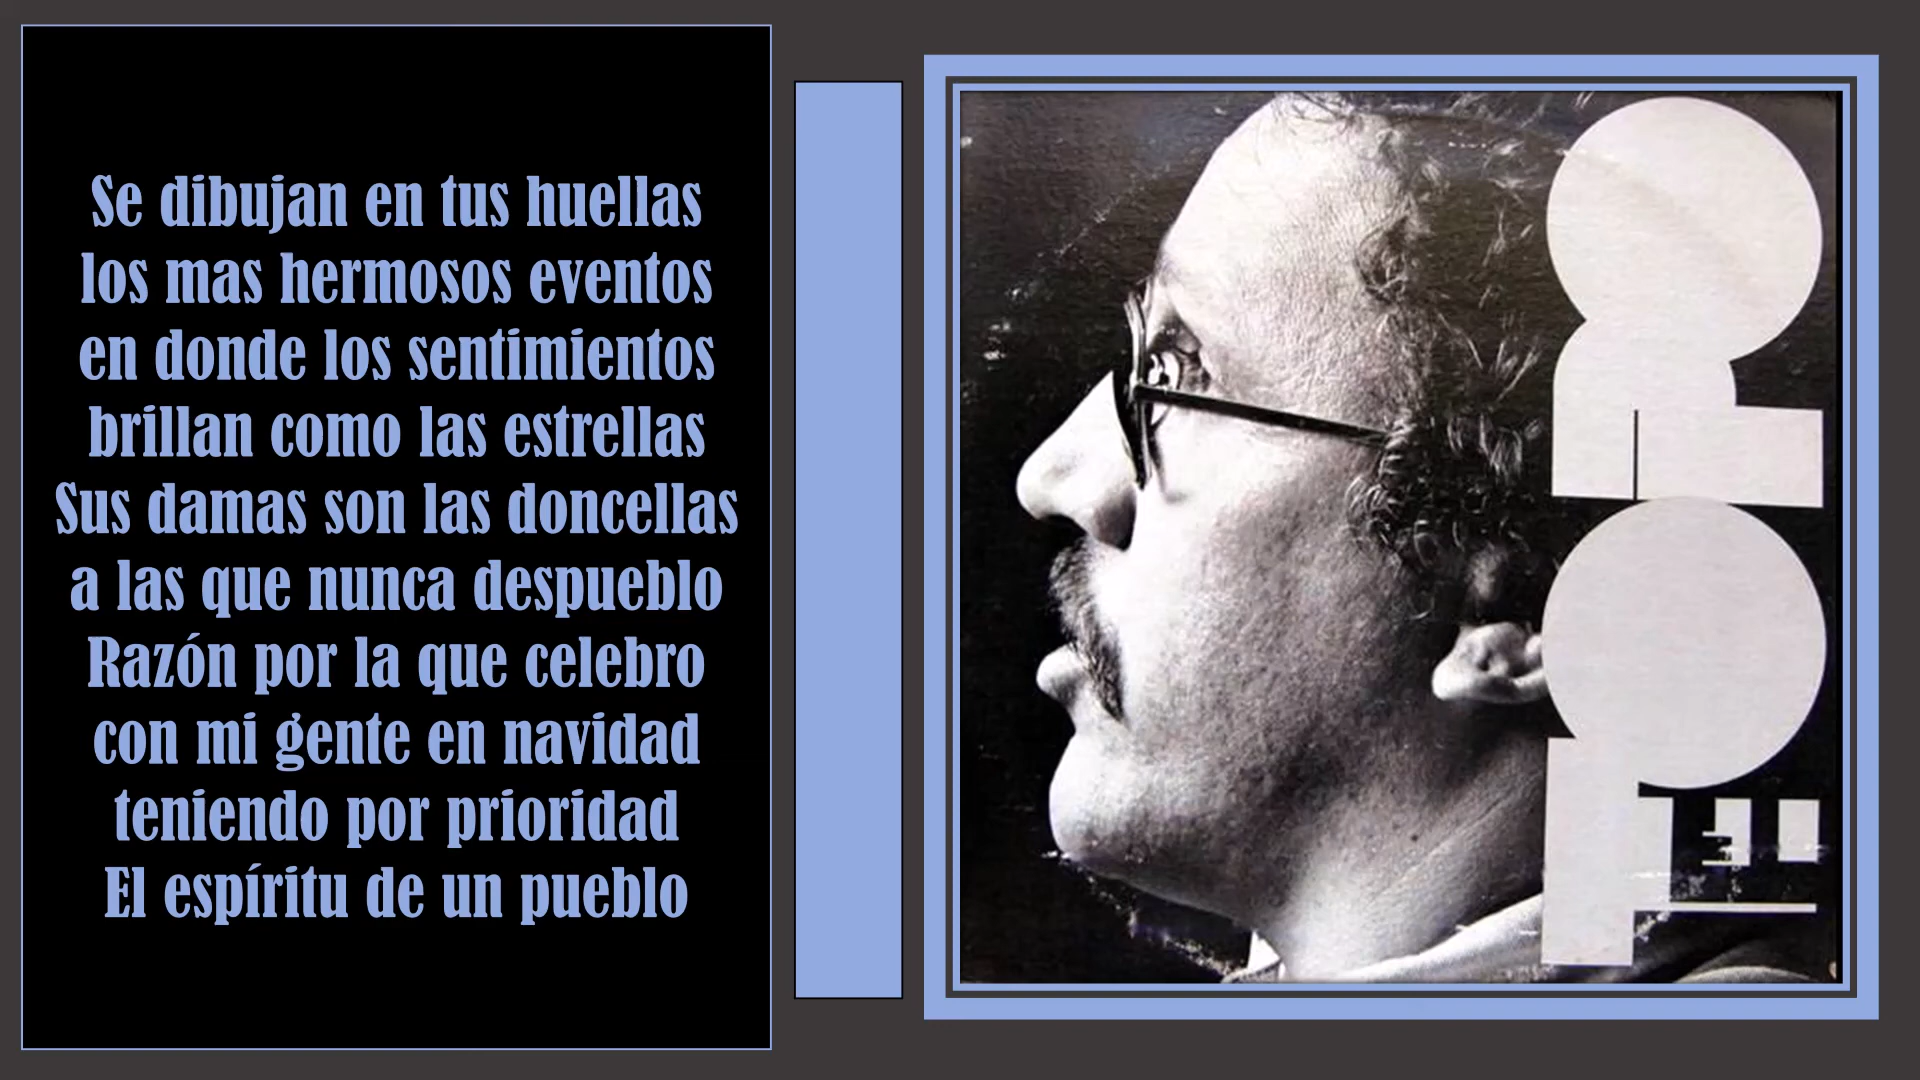 Se dibujan en tus huellas
los mas hermosos eventos
en donde los sentimientos
brillan como las estrellas
Sus damas son las doncellas
a las que nunca despueblo
Razón por la que celebro
con mi gente en navidad
teniendo por prioridad
El espíritu de un pueblo